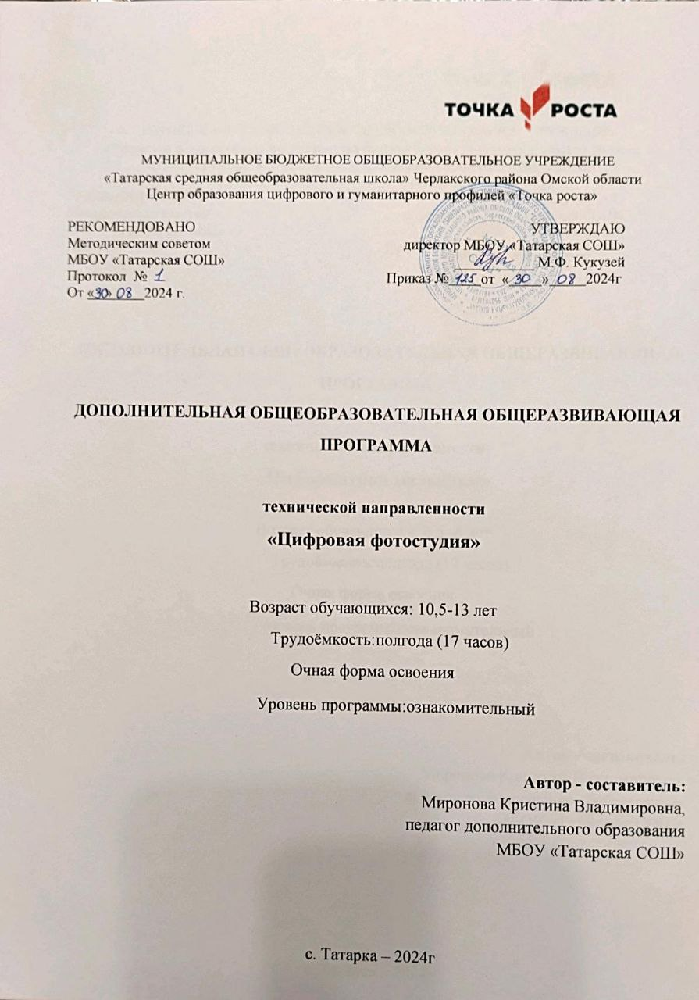 ТОЧКА РОСТА
МУНИЦИПАЛЬНОЕ БЮДЖЕТНОЕ ОБЩЕОБРАЗОВАТЕЛЬНОЕ УЧРЕЖДЕНИЕ
«Татарская средняя общеобразовательная школа» Черлакского района Омской области
Центр образования цифрового и гуманитарного профилей «Точка роста»
РЕКОМЕНДОВАНО
Методическим советом
МБОУ «Татарская СОШ»
Протокол № 1
От «30» 08 2024 г.
УТВЕРЖДАЮ
директор МБОУ «Татарская СОШ»
М.Ф. Кукузей
Приказ № 125 от « 30 » 08 2024г
ДОПОЛНИТЕЛЬНАЯ ОБЩЕОБРАЗОВАТЕЛЬНАЯ ОБЩЕРАЗВИВАЮЩАЯ
ПРОГРАММА
технической направленности
«Цифровая фотостудия»
Возраст обучающихся: 10,5-13 лет
Трудоёмкость:полгода (17 часов)
Очная форма освоения
Уровень программы:ознакомительный
Автор - составитель:
Миронова Кристина Владимировна,
педагог дополнительного образования
МБОУ «Татарская СОШ»
с. Татарка – 2024г